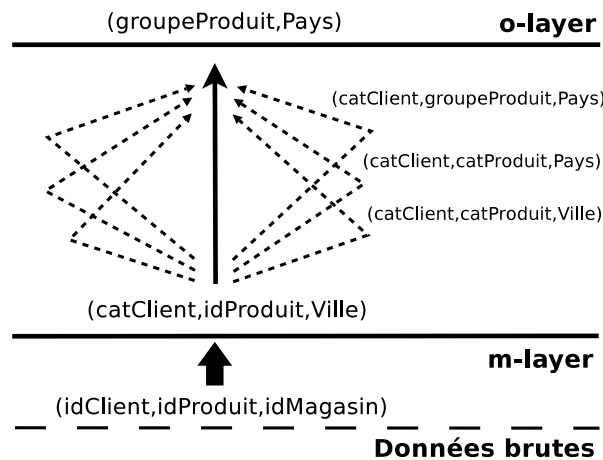 (groupeProduit,Pays)
o-layer
(catClient,groupeProduit,Pays)
(catClient,catProduit,Pays)
(catClient,catProduit,Ville)
(catClient,idProduit,Ville)
m-layer
(idClient,idProduit,idMagasin)
Données brutes